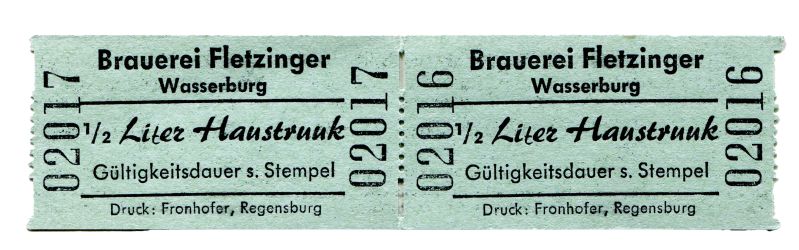 02017
Brauerei Fletzinger
Wasserburg
1/2 Liter Haustrunk
Gültigkeitsdauer s. Stempel
Druck: Fronhofer, Regensburg
02017
02016
Brauerei Fletzinger
Wasserburg
1/2 Liter Haustrunk
Gültigkeitsdauer s. Stempel
Druck: Fronhofer, Regensburg
02016